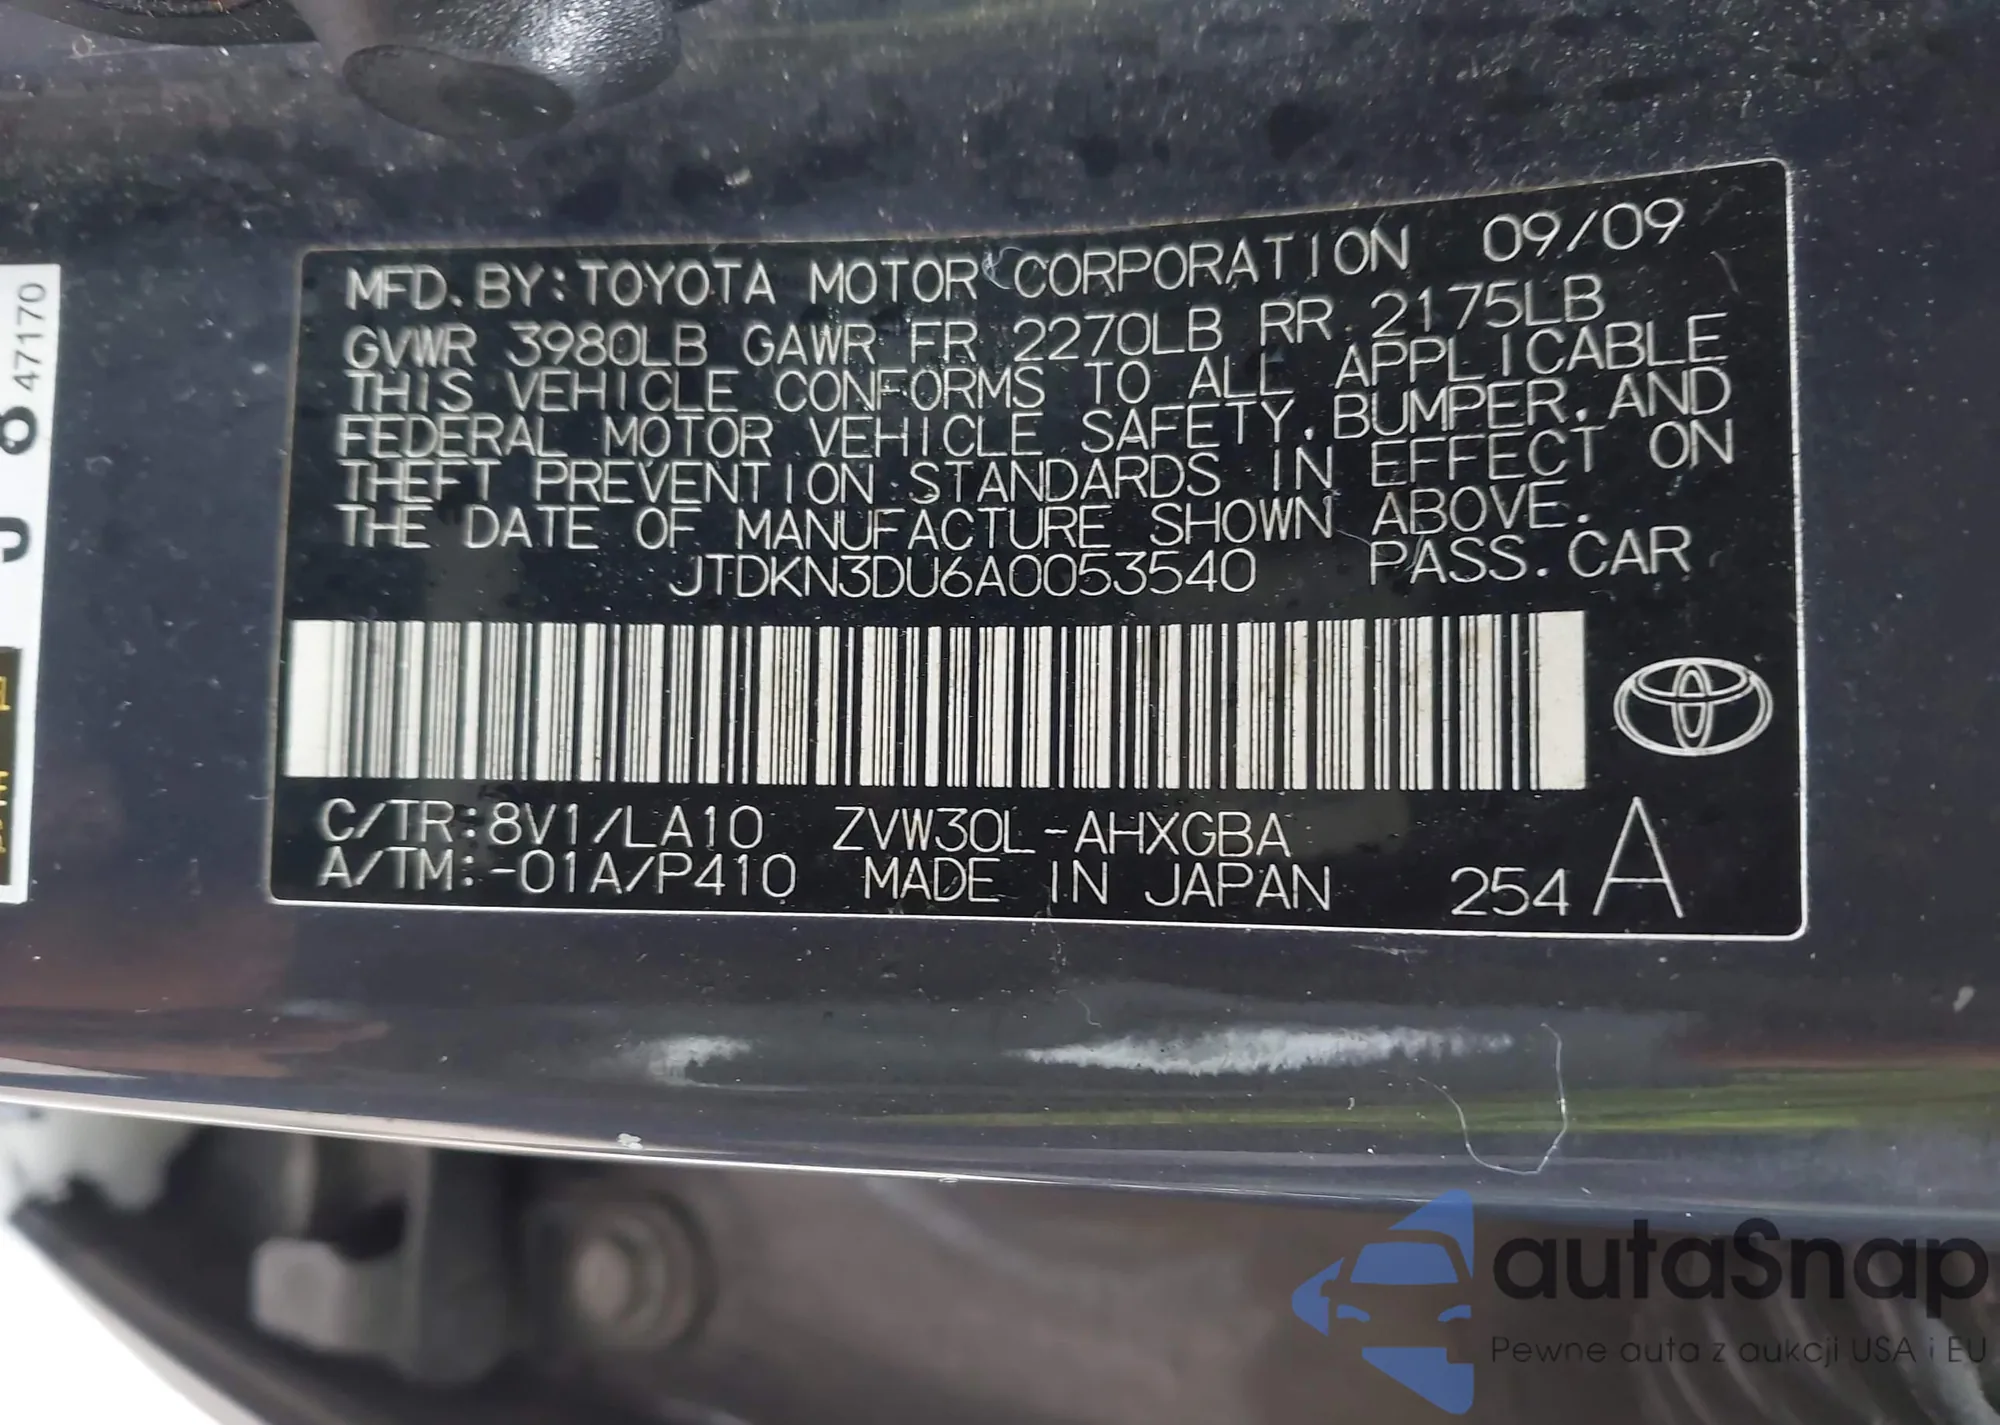 MFD. BY: TOYOTA MOTOR CORPORATION 09/09
GVWR 3980LB GAWR FR 2270LB RR 2175LB
THIS VEHICLE CONFORMS TO ALL APPLICABLE
FEDERAL MOTOR VEHICLE SAFETY, BUMPER, AND
THEFT PREVENTION STANDARDS IN EFFECT ON
THE DATE OF MANUFACTURE SHOWN ABOVE.
JTDKN3DU6A0053540 PASS. CAR
C/TR: 8V1/LA10 ZVW30L-AHXGBA
A/TM: -01A/P410 MADE IN JAPAN 254 A
47170
autaSnap
Pewne auta z aukcji USA i EU